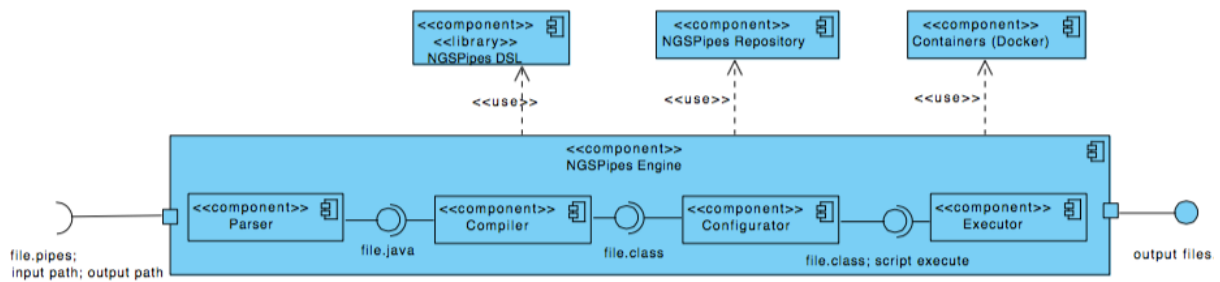 <<component>>
<<library>>
NGSPipes DSL
<<component>>
NGSPipes Repository
<<component>>
Containers (Docker)
<<use>>
<<use>>
<<use>>
<<component>>
NGSPipes Engine
<<component>>
Parser
<<component>>
Compiler
<<component>>
Configurator
<<component>>
Executor
file.java
file.class
file.class; script execute
file.pipes;
input path; output path
output files